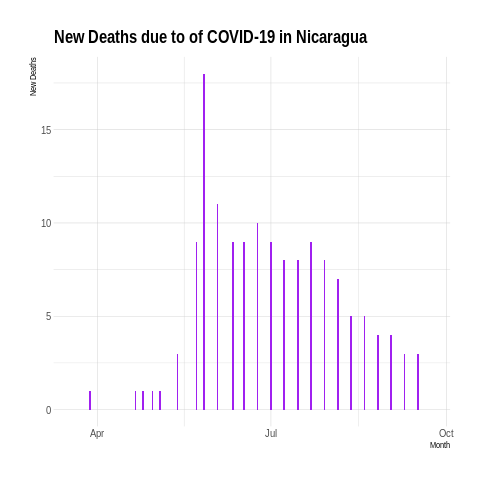 New Deaths due to of COVID-19 in Nicaragua
New Deaths
15
10
5
0
Apr
Jul
Oct
Month